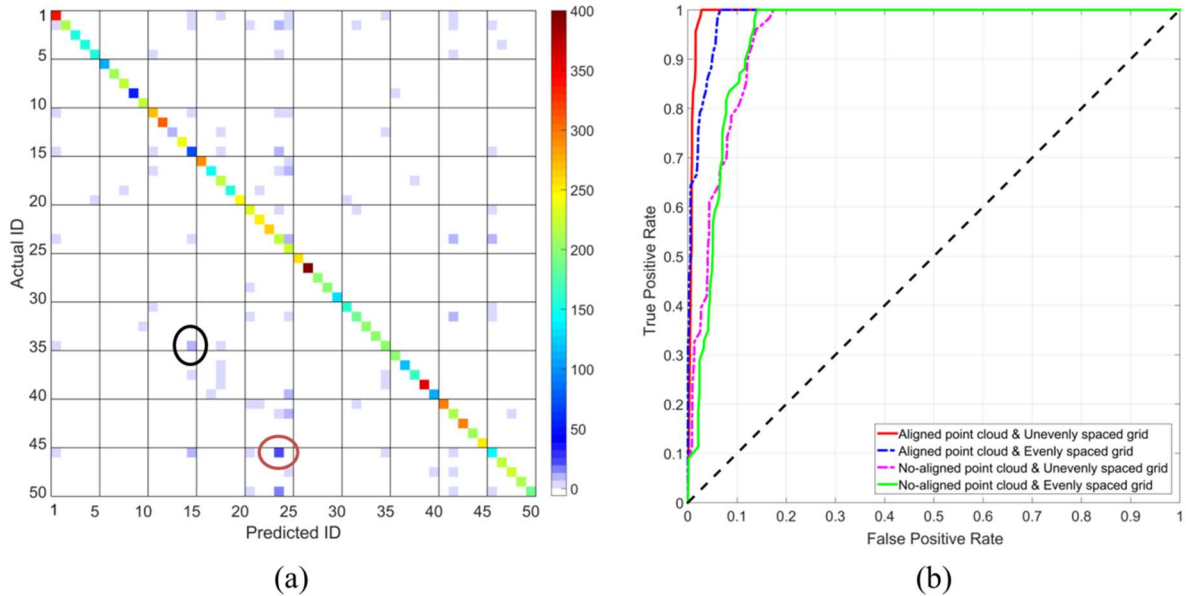 1
5
10
15
20
25
30
35
40
45
50
Actual ID
1 5 10 15 20 25 30 35 40 45 50
Predicted ID
400
350
300
250
200
150
100
50
0
(a)
1
0.9
0.8
0.7
0.6
0.5
0.4
0.3
0.2
0.1
0
True Positive Rate
Aligned point cloud & Unevenly spaced grid
Aligned point cloud & Evenly spaced grid
No-aligned point cloud & Unevenly spaced grid
No-aligned point cloud & Evenly spaced grid
0 0.1 0.2 0.3 0.4 0.5 0.6 0.7 0.8 0.9 1
False Positive Rate
(b)